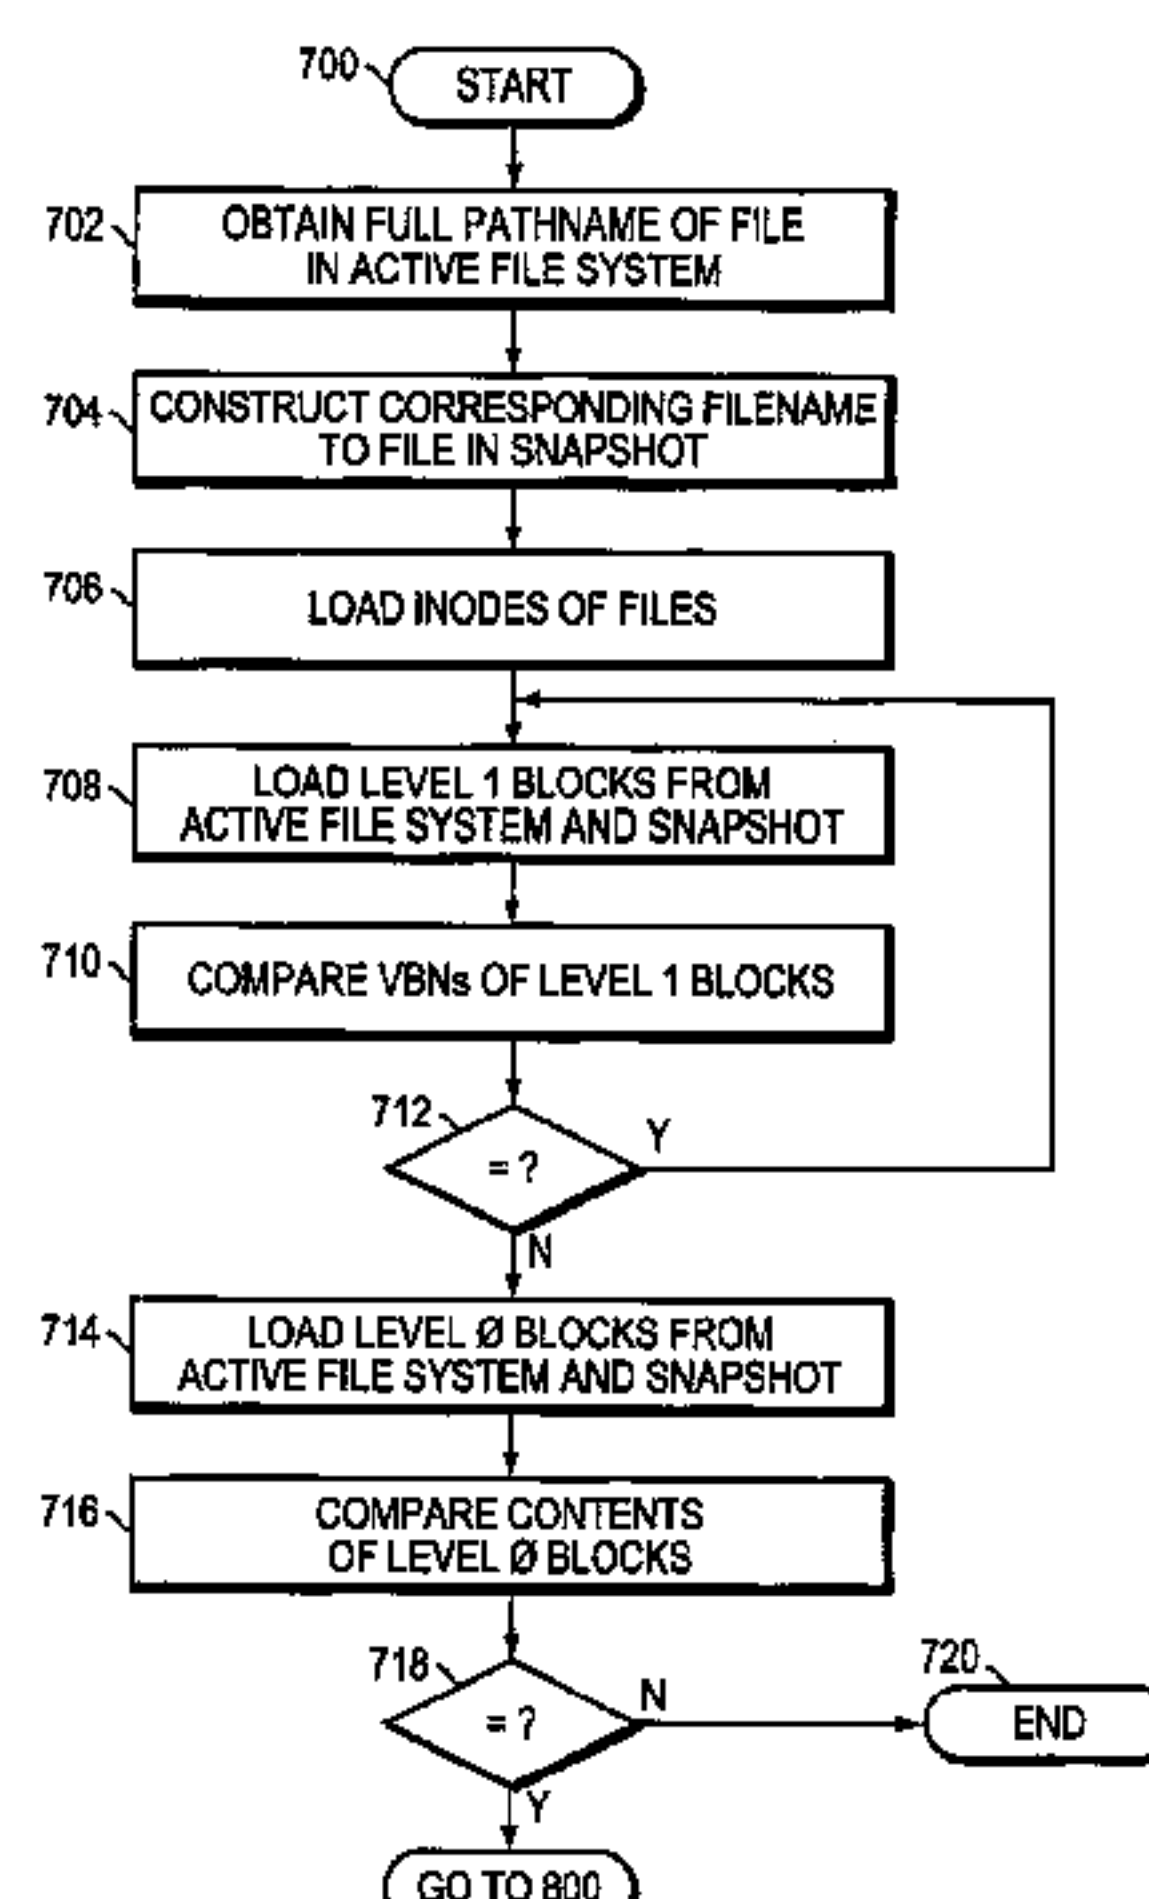 700
START
702
OBTAIN FULL PATHNAME OF FILE
IN ACTIVE FILE SYSTEM
704
CONSTRUCT CORRESPONDING FILENAME
TO FILE IN SNAPSHOT
706
LOAD INODES OF FILES
708
LOAD LEVEL 1 BLOCKS FROM
ACTIVE FILE SYSTEM AND SNAPSHOT
710
COMPARE VBNs OF LEVEL 1 BLOCKS
712
= ?
Y
N
714
LOAD LEVEL Ø BLOCKS FROM
ACTIVE FILE SYSTEM AND SNAPSHOT
716
COMPARE CONTENTS
OF LEVEL Ø BLOCKS
718
= ?
N
720
END
Y
GO TO 800